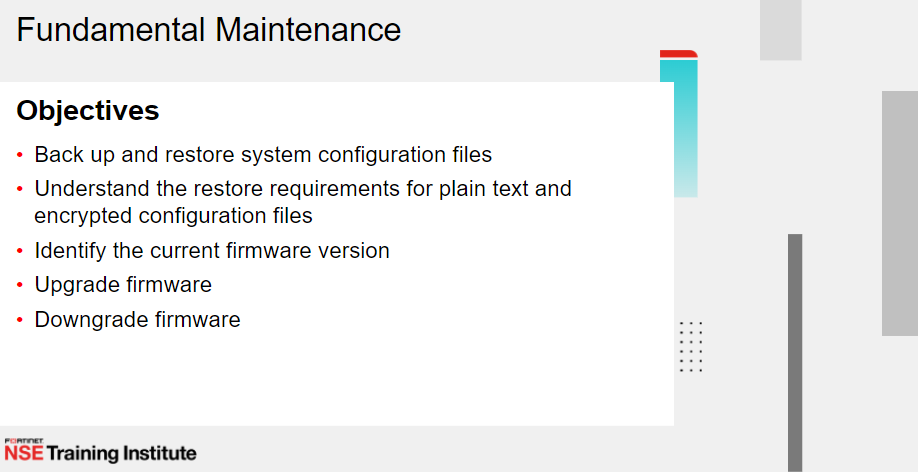 Fundamental Maintenance
Objectives
• Back up and restore system configuration files
• Understand the restore requirements for plain text and
encrypted configuration files
• Identify the current firmware version
• Upgrade firmware
• Downgrade firmware
FORTINET
NSE Training Institute